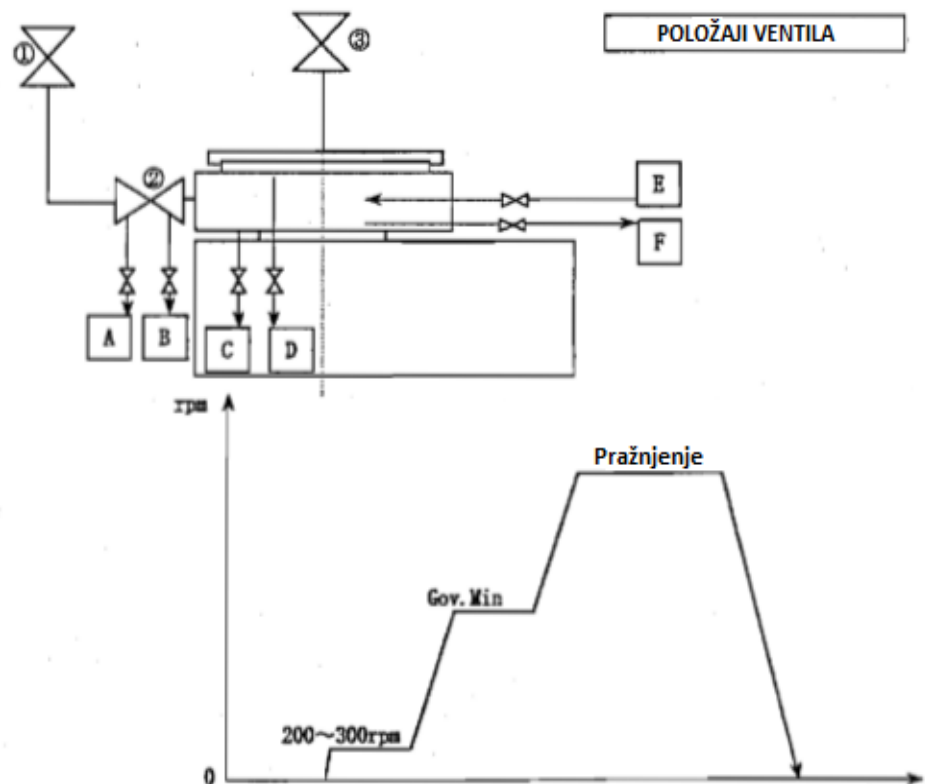 POLOŽAJI VENTILA
①
③
②
E
F
A
B
C
D
rpm
Pražnjenje
Gov.Min
200～300rpm
0